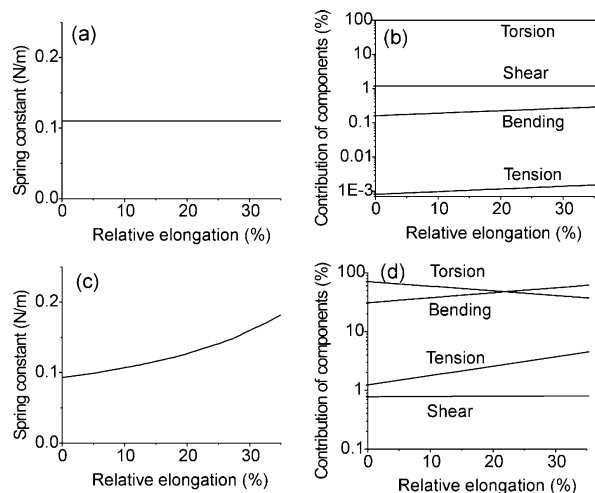 (a)
0.2
0.1
0.0
Spring constant (N/m)
0 10 20 30
Relative elongation (%)
(b)
100
10
1
0.1
0.01
1E-3
Contribution of components (%)
Torsion
Shear
Bending
Tension
0 10 20 30
Relative elongation (%)
(c)
0.2
0.1
0.0
Spring constant (N/m)
0 10 20 30
Relative elongation (%)
(d)
100
10
1
0.1
Contribution of components (%)
Torsion
Bending
Tension
Shear
0 10 20 30
Relative elongation (%)